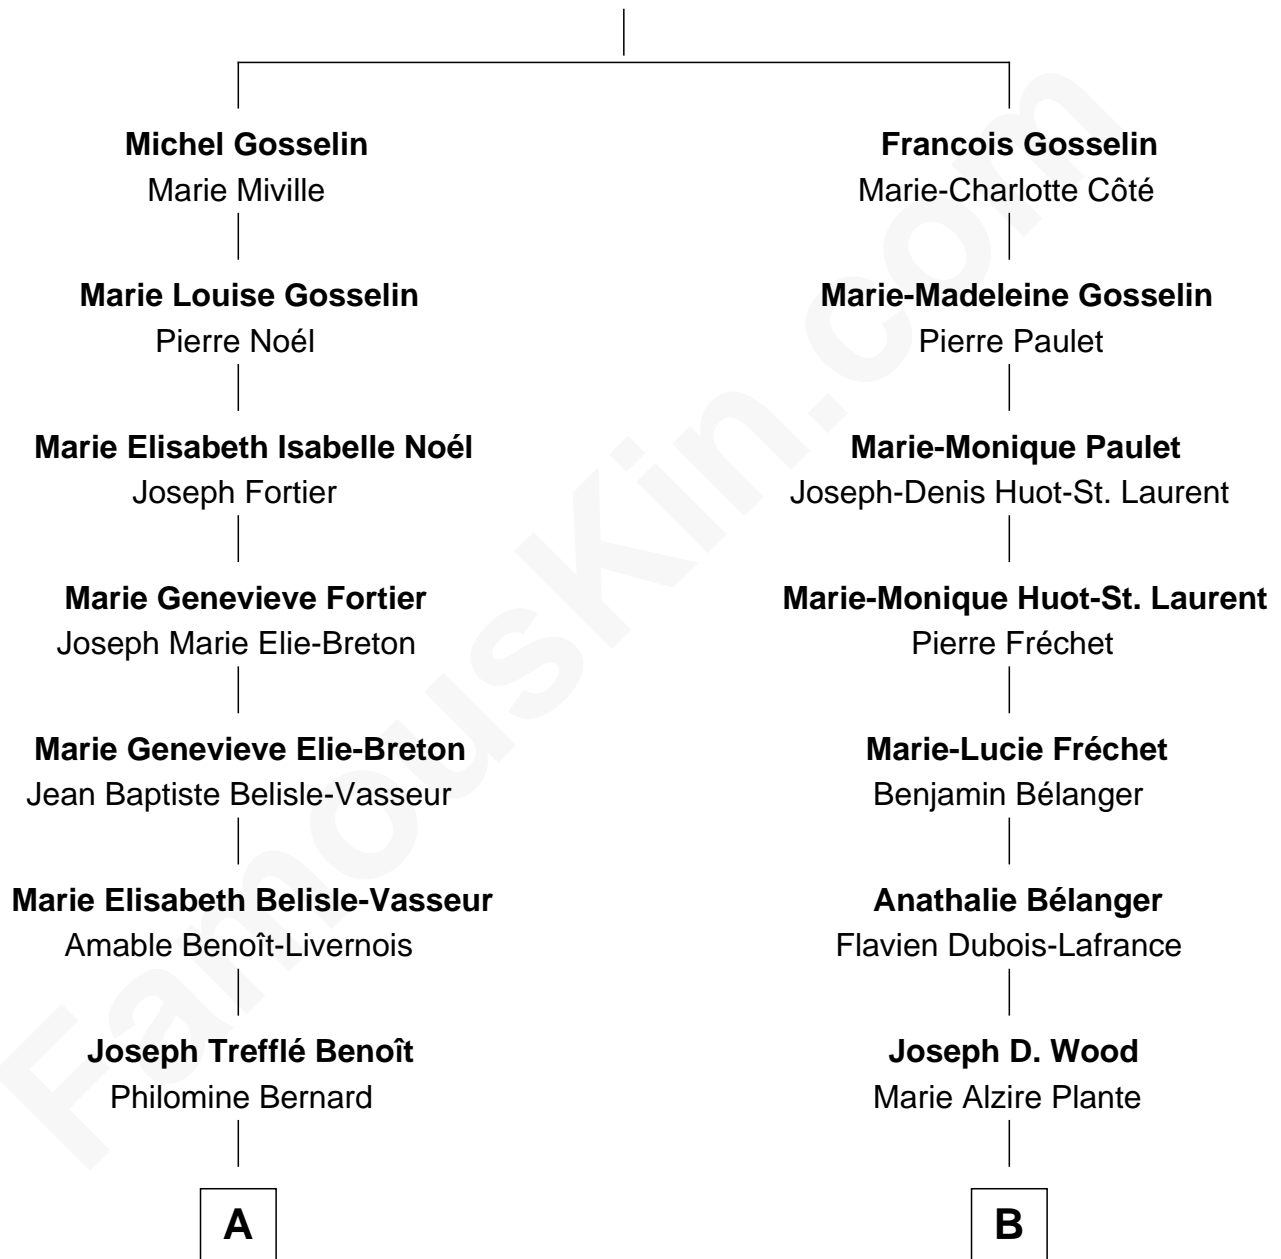 Michel Gosselin
Marie Miville
Francois Gosselin
Marie-Charlotte Côté
Marie Louise Gosselin
Pierre Noél
Marie-Madeleine Gosselin
Pierre Paulet
Marie Elisabeth Isabelle Noél
Joseph Fortier
Marie-Monique Paulet
Joseph-Denis Huot-St. Laurent
Marie Genevieve Fortier
Joseph Marie Elie-Breton
Marie-Monique Huot-St. Laurent
Pierre Fréchet
Marie Genevieve Elie-Breton
Jean Baptiste Belisle-Vasseur
Marie-Lucie Fréchet
Benjamin Bélanger
Marie Elisabeth Belisle-Vasseur
Amable Benoît-Livernois
Anathalie Bélanger
Flavien Dubois-Lafrance
Joseph Trefflé Benoît
Philomine Bernard
Joseph D. Wood
Marie Alzire Plante
A
B
FamousKin.com